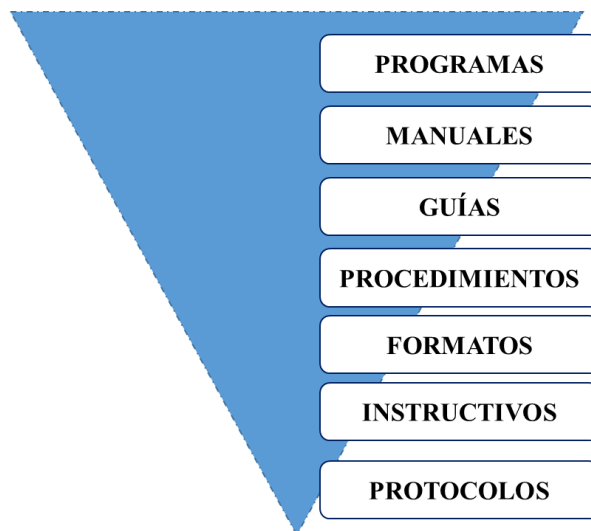 PROGRAMAS
MANUALES
GUÍAS
PROCEDIMIENTOS
FORMATOS
INSTRUCTIVOS
PROTOCOLOS